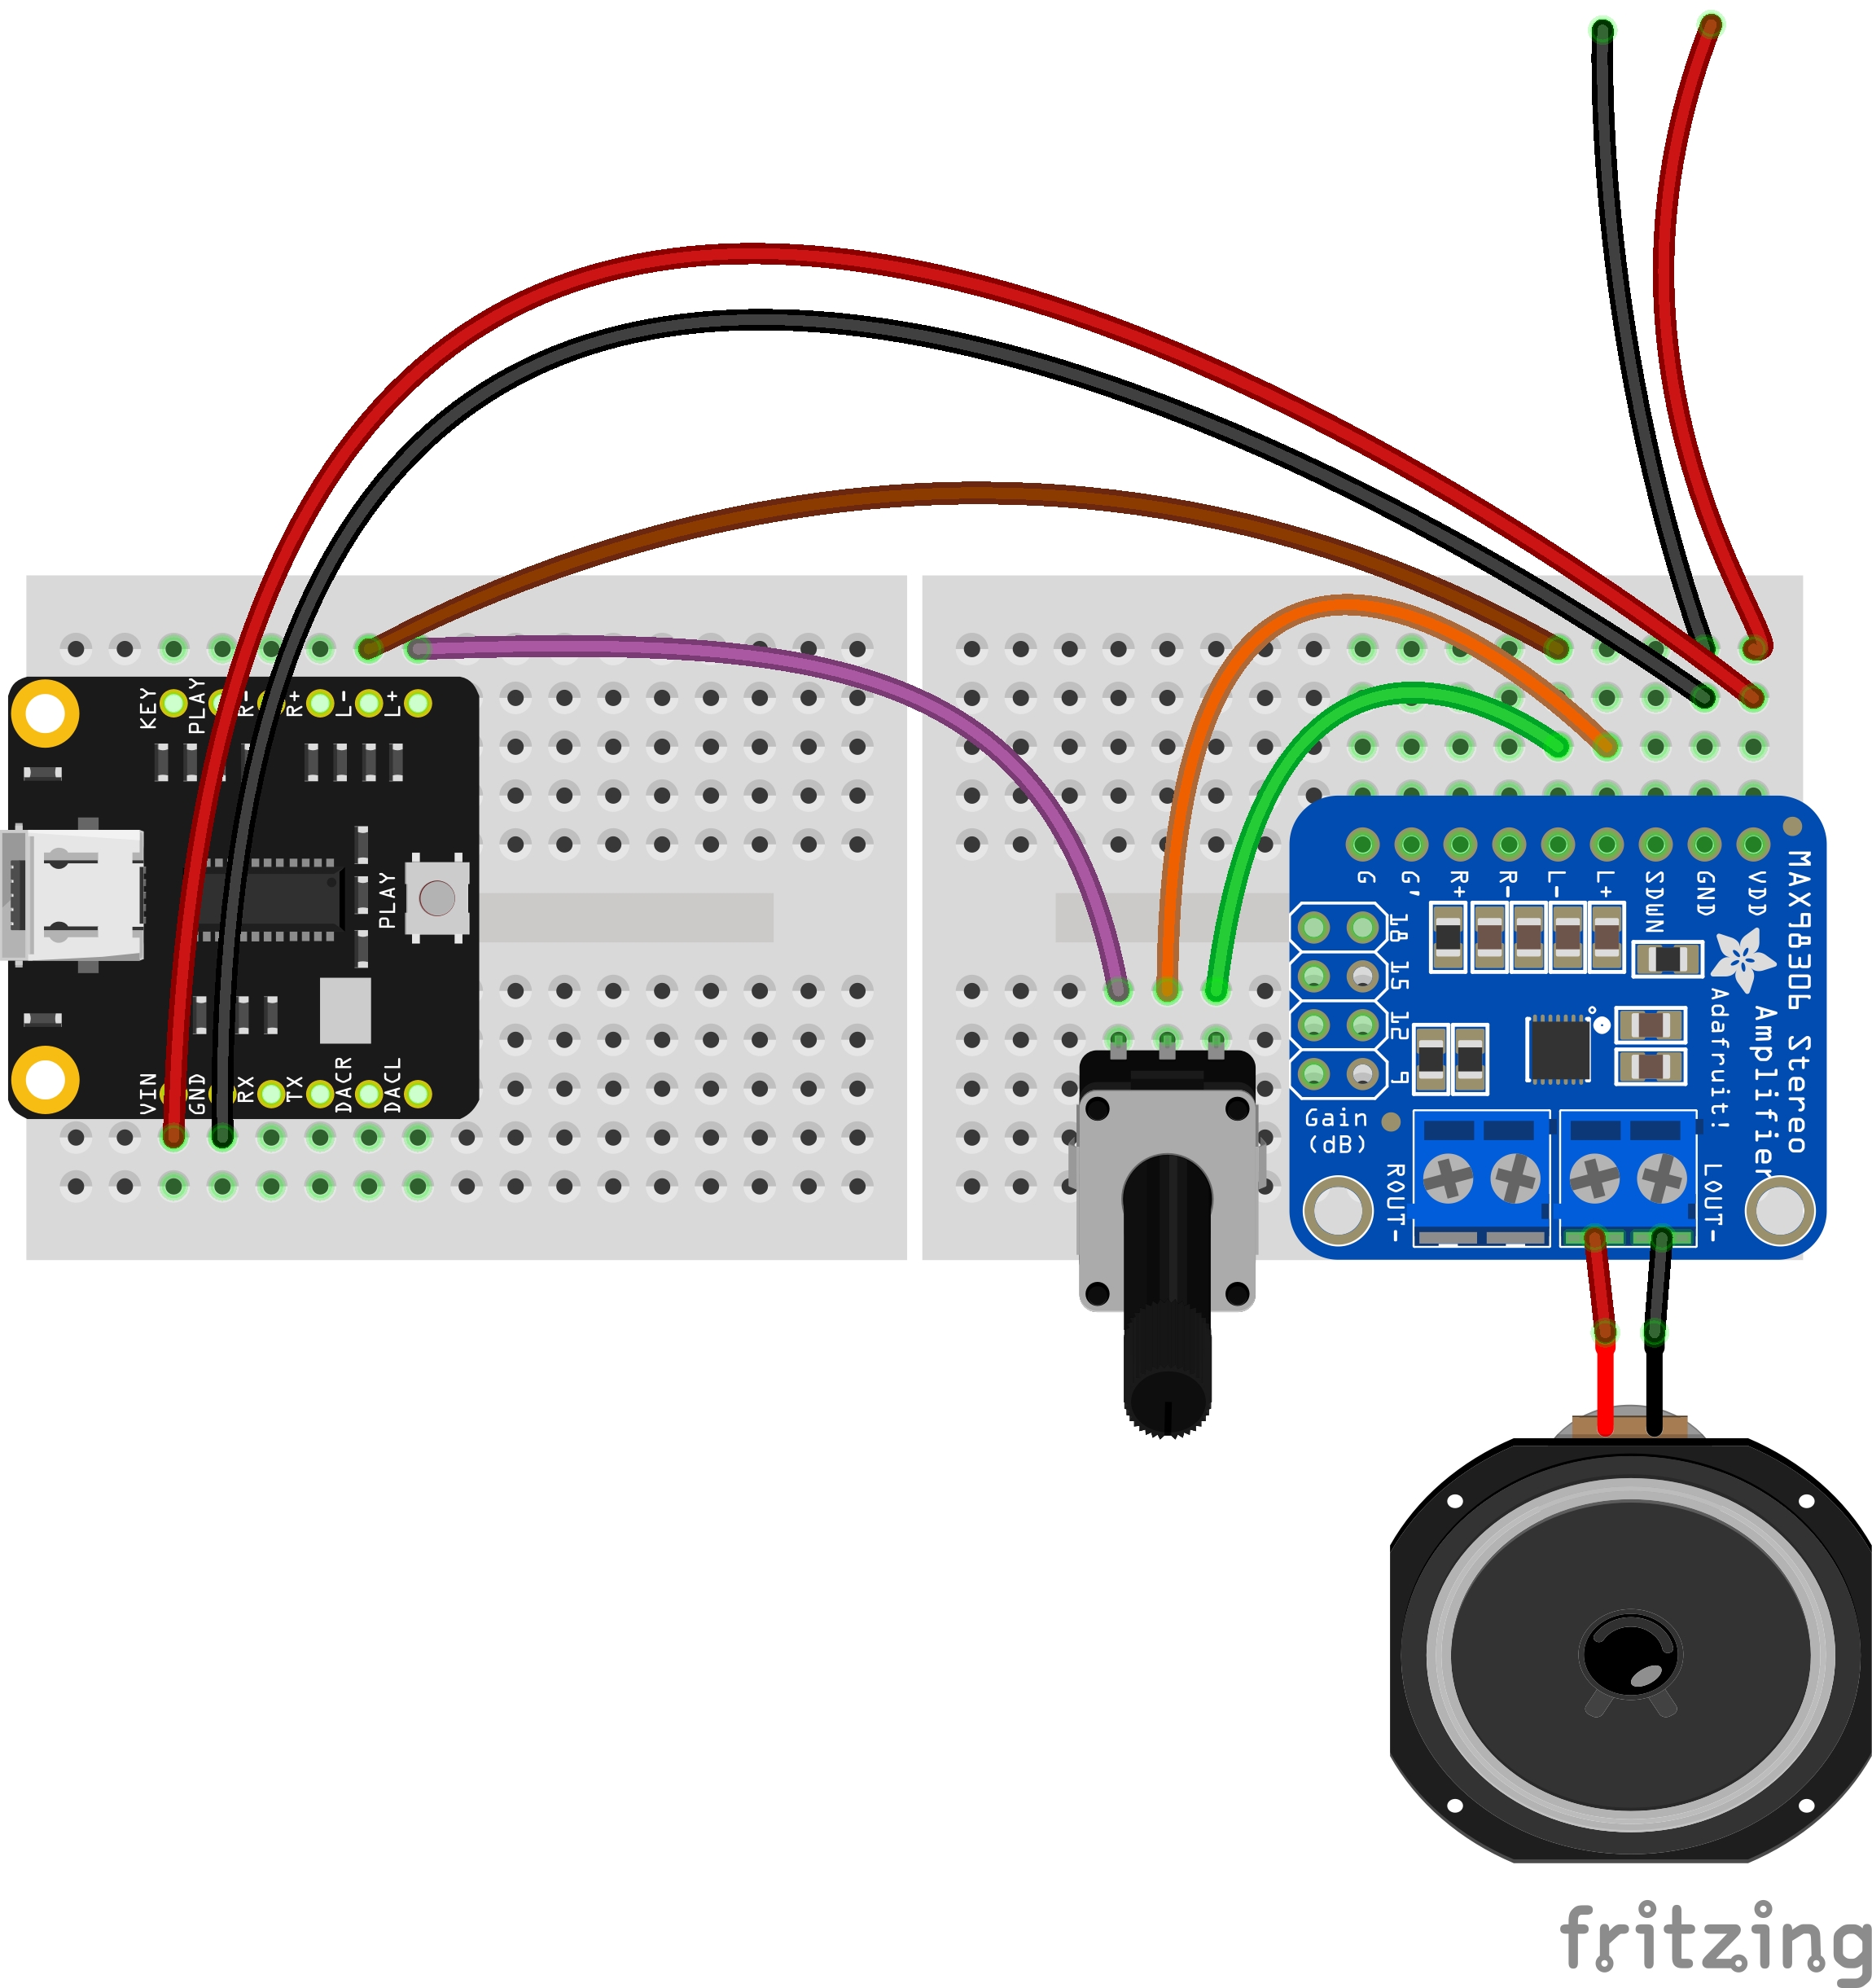 KEY
PLAY
R-
R+
L-
L+
PLAY
VIN
GND
RX
TX
DACR
DACL
G
G'
R+
R-
L-
L+
SDWN
GND
VDD
18
15
12
9
Gain
(dB)
MAX98306 Stereo
Amplifier
Adafruit!
ROUT-
LOUT-
fritzing